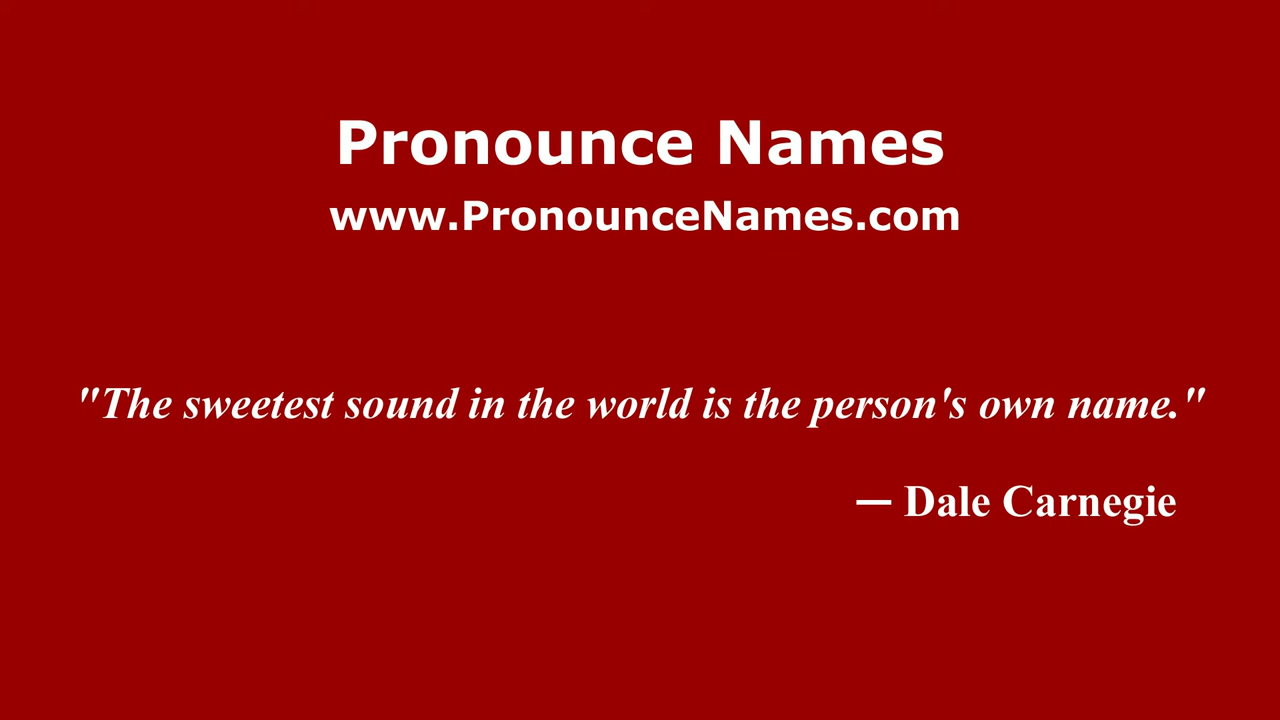 Pronounce Names
www.PronounceNames.com
"The sweetest sound in the world is the person's own name."
— Dale Carnegie